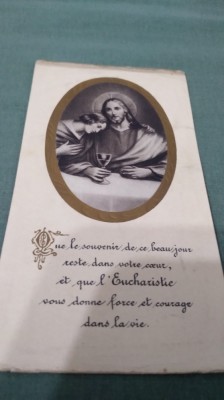 Que le souvenir de ce beau jour
reste dans votre cœur,
et que l'Eucharistie
vous donne force et courage
dans la vie.